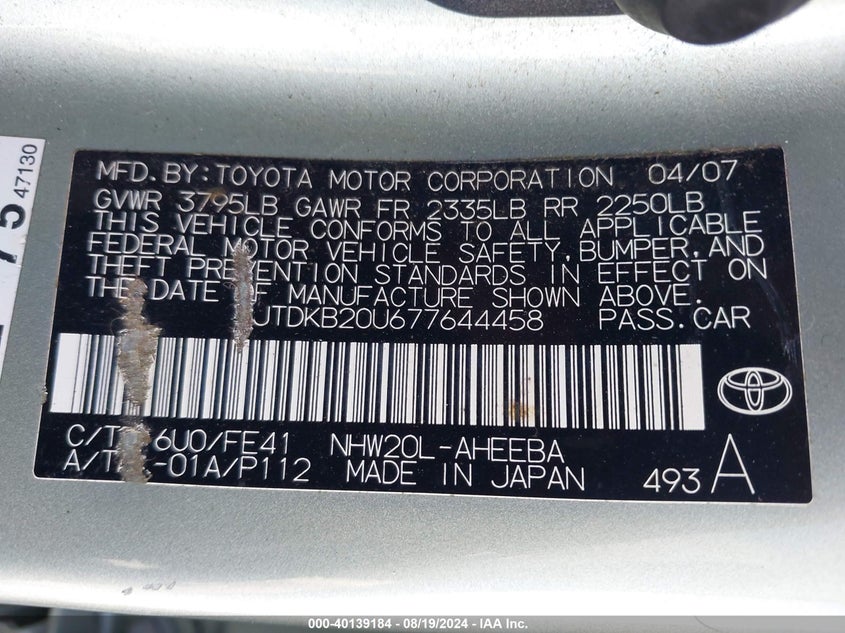 75 47130
MFD. BY: TOYOTA MOTOR CORPORATION 04/07
GVWR 3795LB GAWR FR 2335LB RR 2250LB
THIS VEHICLE CONFORMS TO ALL APPLICABLE
FEDERAL MOTOR VEHICLE SAFETY, BUMPER, AND
THEFT PREVENTION STANDARDS IN EFFECT ON
THE DATE OF MANUFACTURE SHOWN ABOVE.
JTDKB20U677644458 PASS. CAR
6U0/FE41 NHW20L-AHEEBA
-01A/P112 MADE IN JAPAN 493 A
000-40139184 - 08/19/2024 - IAA Inc.